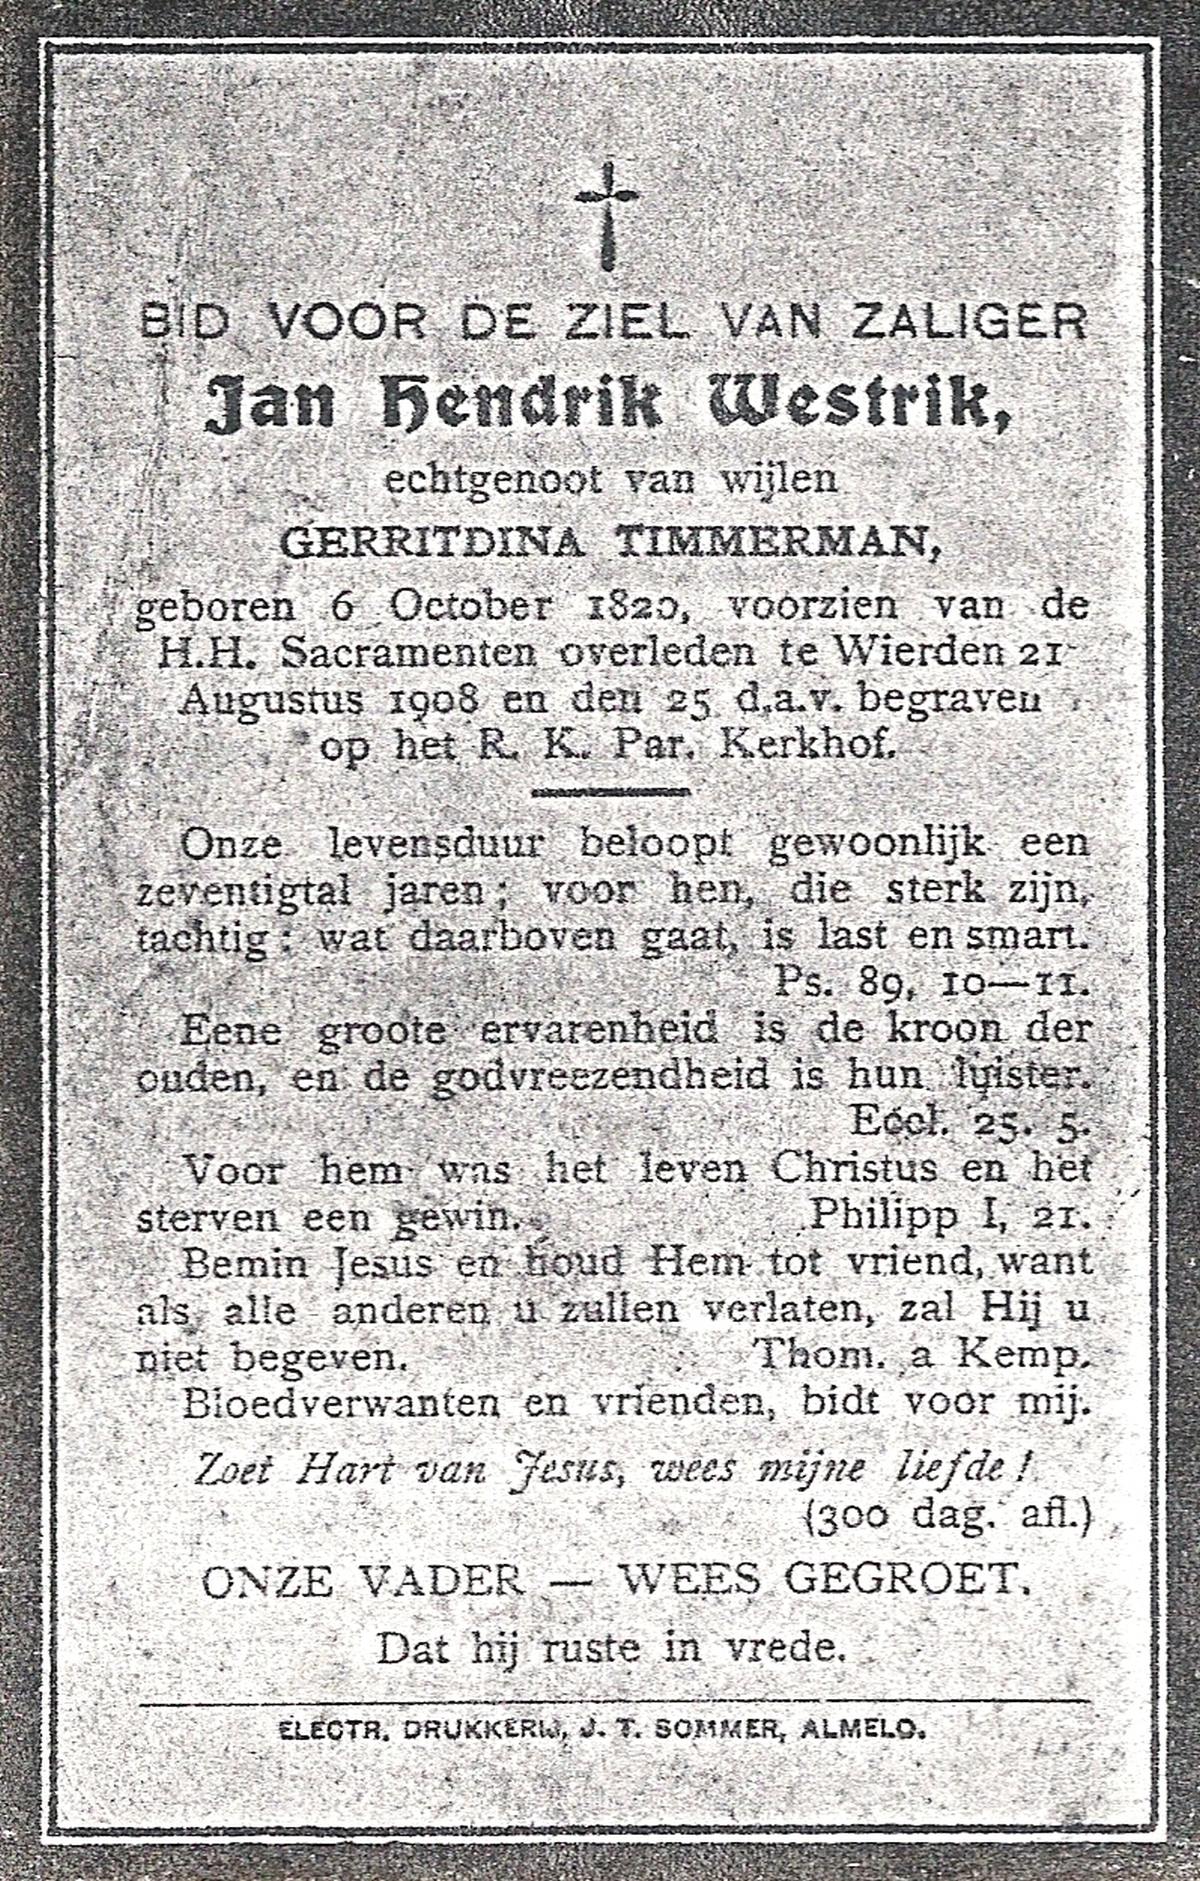 BID VOOR DE ZIEL VAN ZALIGER
Jan Hendrik Westrik,
echtgenoot van wijlen
GERRITDINA TIMMERMAN,
geboren 6 October 1820, voorzien van de
H.H. Sacramenten overleden te Wierden 21
Augustus 1908 en den 25 d.a.v. begraven
op het R. K. Par. Kerkhof.
Onze levensduur beloopt gewoonlijk een
zeventigtal jaren; voor hen, die sterk zijn,
tachtig: wat daarboven gaat, is last en smart.
Ps. 89, 10—11.
Eene groote ervarenheid is de kroon der
ouden, en de godvreezendheid is hun luister.
Eccl. 25. 5.
Voor hem was het leven Christus en het
sterven een gewin. Philipp I, 21.
Bemin Jesus en houd Hem tot vriend, want
als alle anderen u zullen verlaten, zal Hij u
niet begeven. Thom. a Kemp.
Bloedverwanten en vrienden, bidt voor mij.
Zoet Hart van Jesus, wees mijne liefde!
(300 dag. afl.)
ONZE VADER — WEES GEGROET.
Dat hij ruste in vrede.
ELECTR. DRUKKERIJ, J. T. SOMMER, ALMELO.